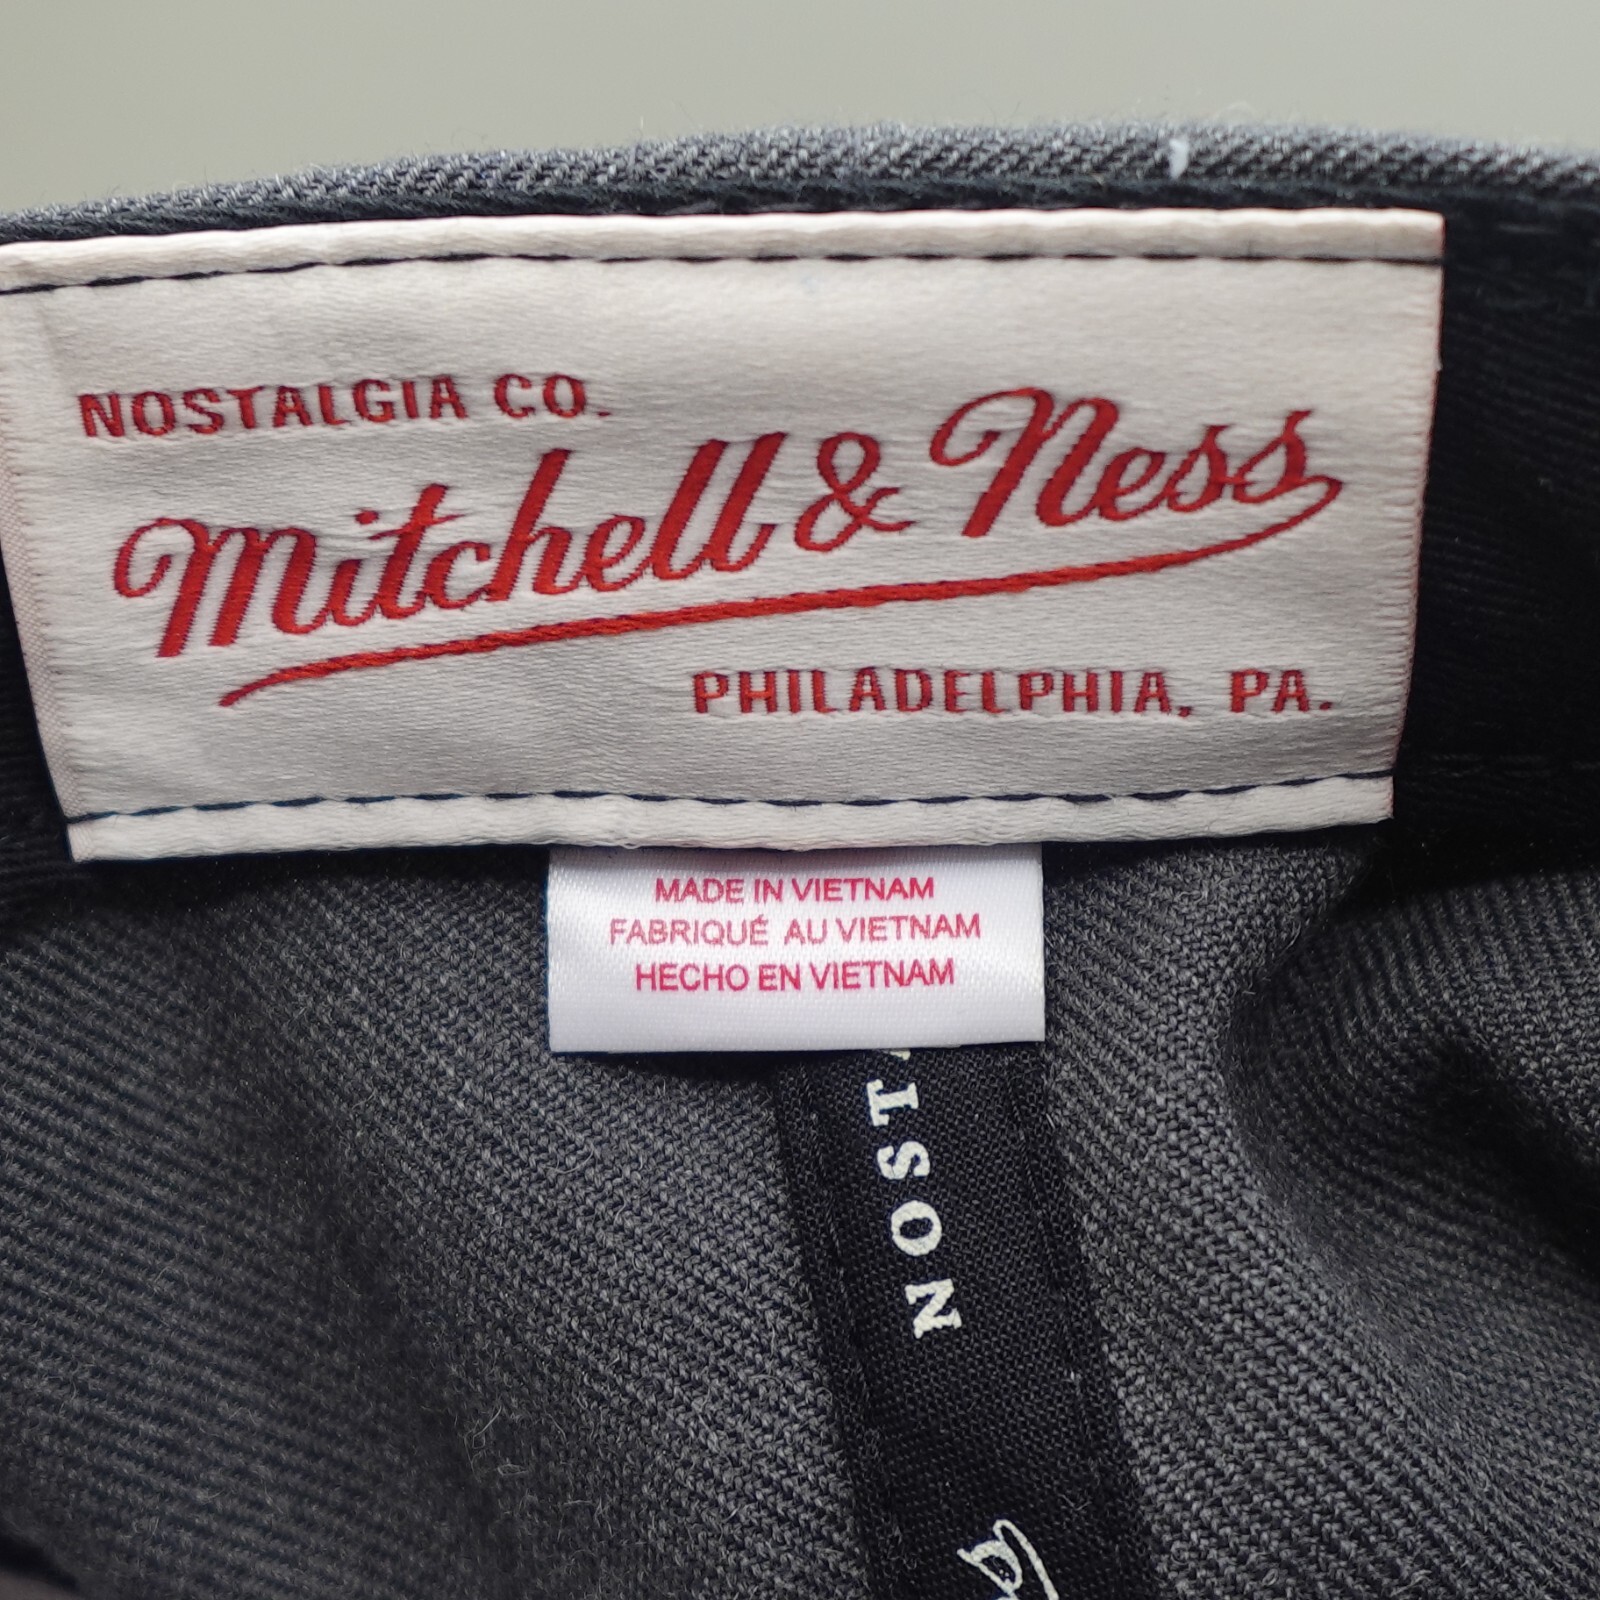 NOSTALGIA CO.
Mitchell & Ness
PHILADELPHIA, PA.
MADE IN VIETNAM
FABRIQUÉ AU VIETNAM
HECHO EN VIETNAM
NOST